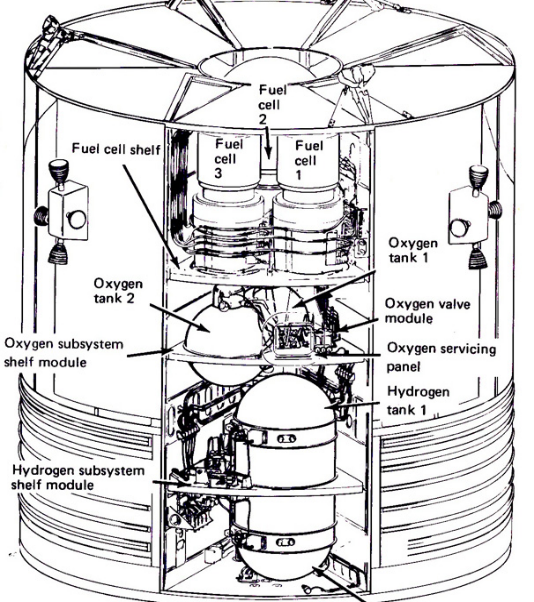 Fuel
cell
2
Fuel cell shelf
Fuel
cell
3
Fuel
cell
1
Oxygen
tank 1
Oxygen
tank 2
Oxygen valve
module
Oxygen subsystem
shelf module
Oxygen servicing
panel
Hydrogen
tank 1
Hydrogen subsystem
shelf module